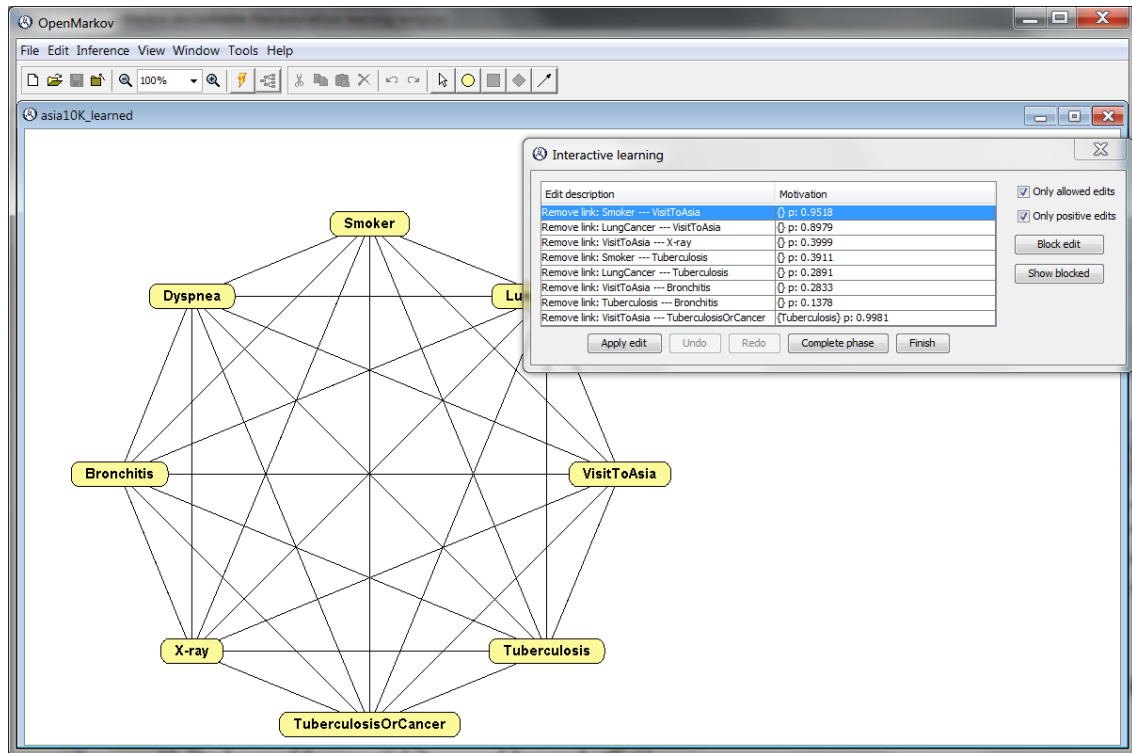 OpenMarkov
File Edit Inference View Window Tools Help
100%
asia10K_learned
Interactive learning
Edit description Motivation
Remove link: Smoker --- VisitToAsia {} p: 0.9518
Remove link: LungCancer --- VisitToAsia {} p: 0.8979
Remove link: VisitToAsia --- X-ray {} p: 0.3999
Remove link: Smoker --- Tuberculosis {} p: 0.3911
Remove link: LungCancer --- Tuberculosis {} p: 0.2891
Remove link: VisitToAsia --- Bronchitis {} p: 0.2833
Remove link: Tuberculosis --- Bronchitis {} p: 0.1378
Remove link: VisitToAsia --- TuberculosisOrCancer {Tuberculosis} p: 0.9981
Only allowed edits
Only positive edits
Block edit
Show blocked
Apply edit Undo Redo Complete phase Finish
Smoker
Dyspnea
Lu
Bronchitis
VisitToAsia
X-ray
Tuberculosis
TuberculosisOrCancer